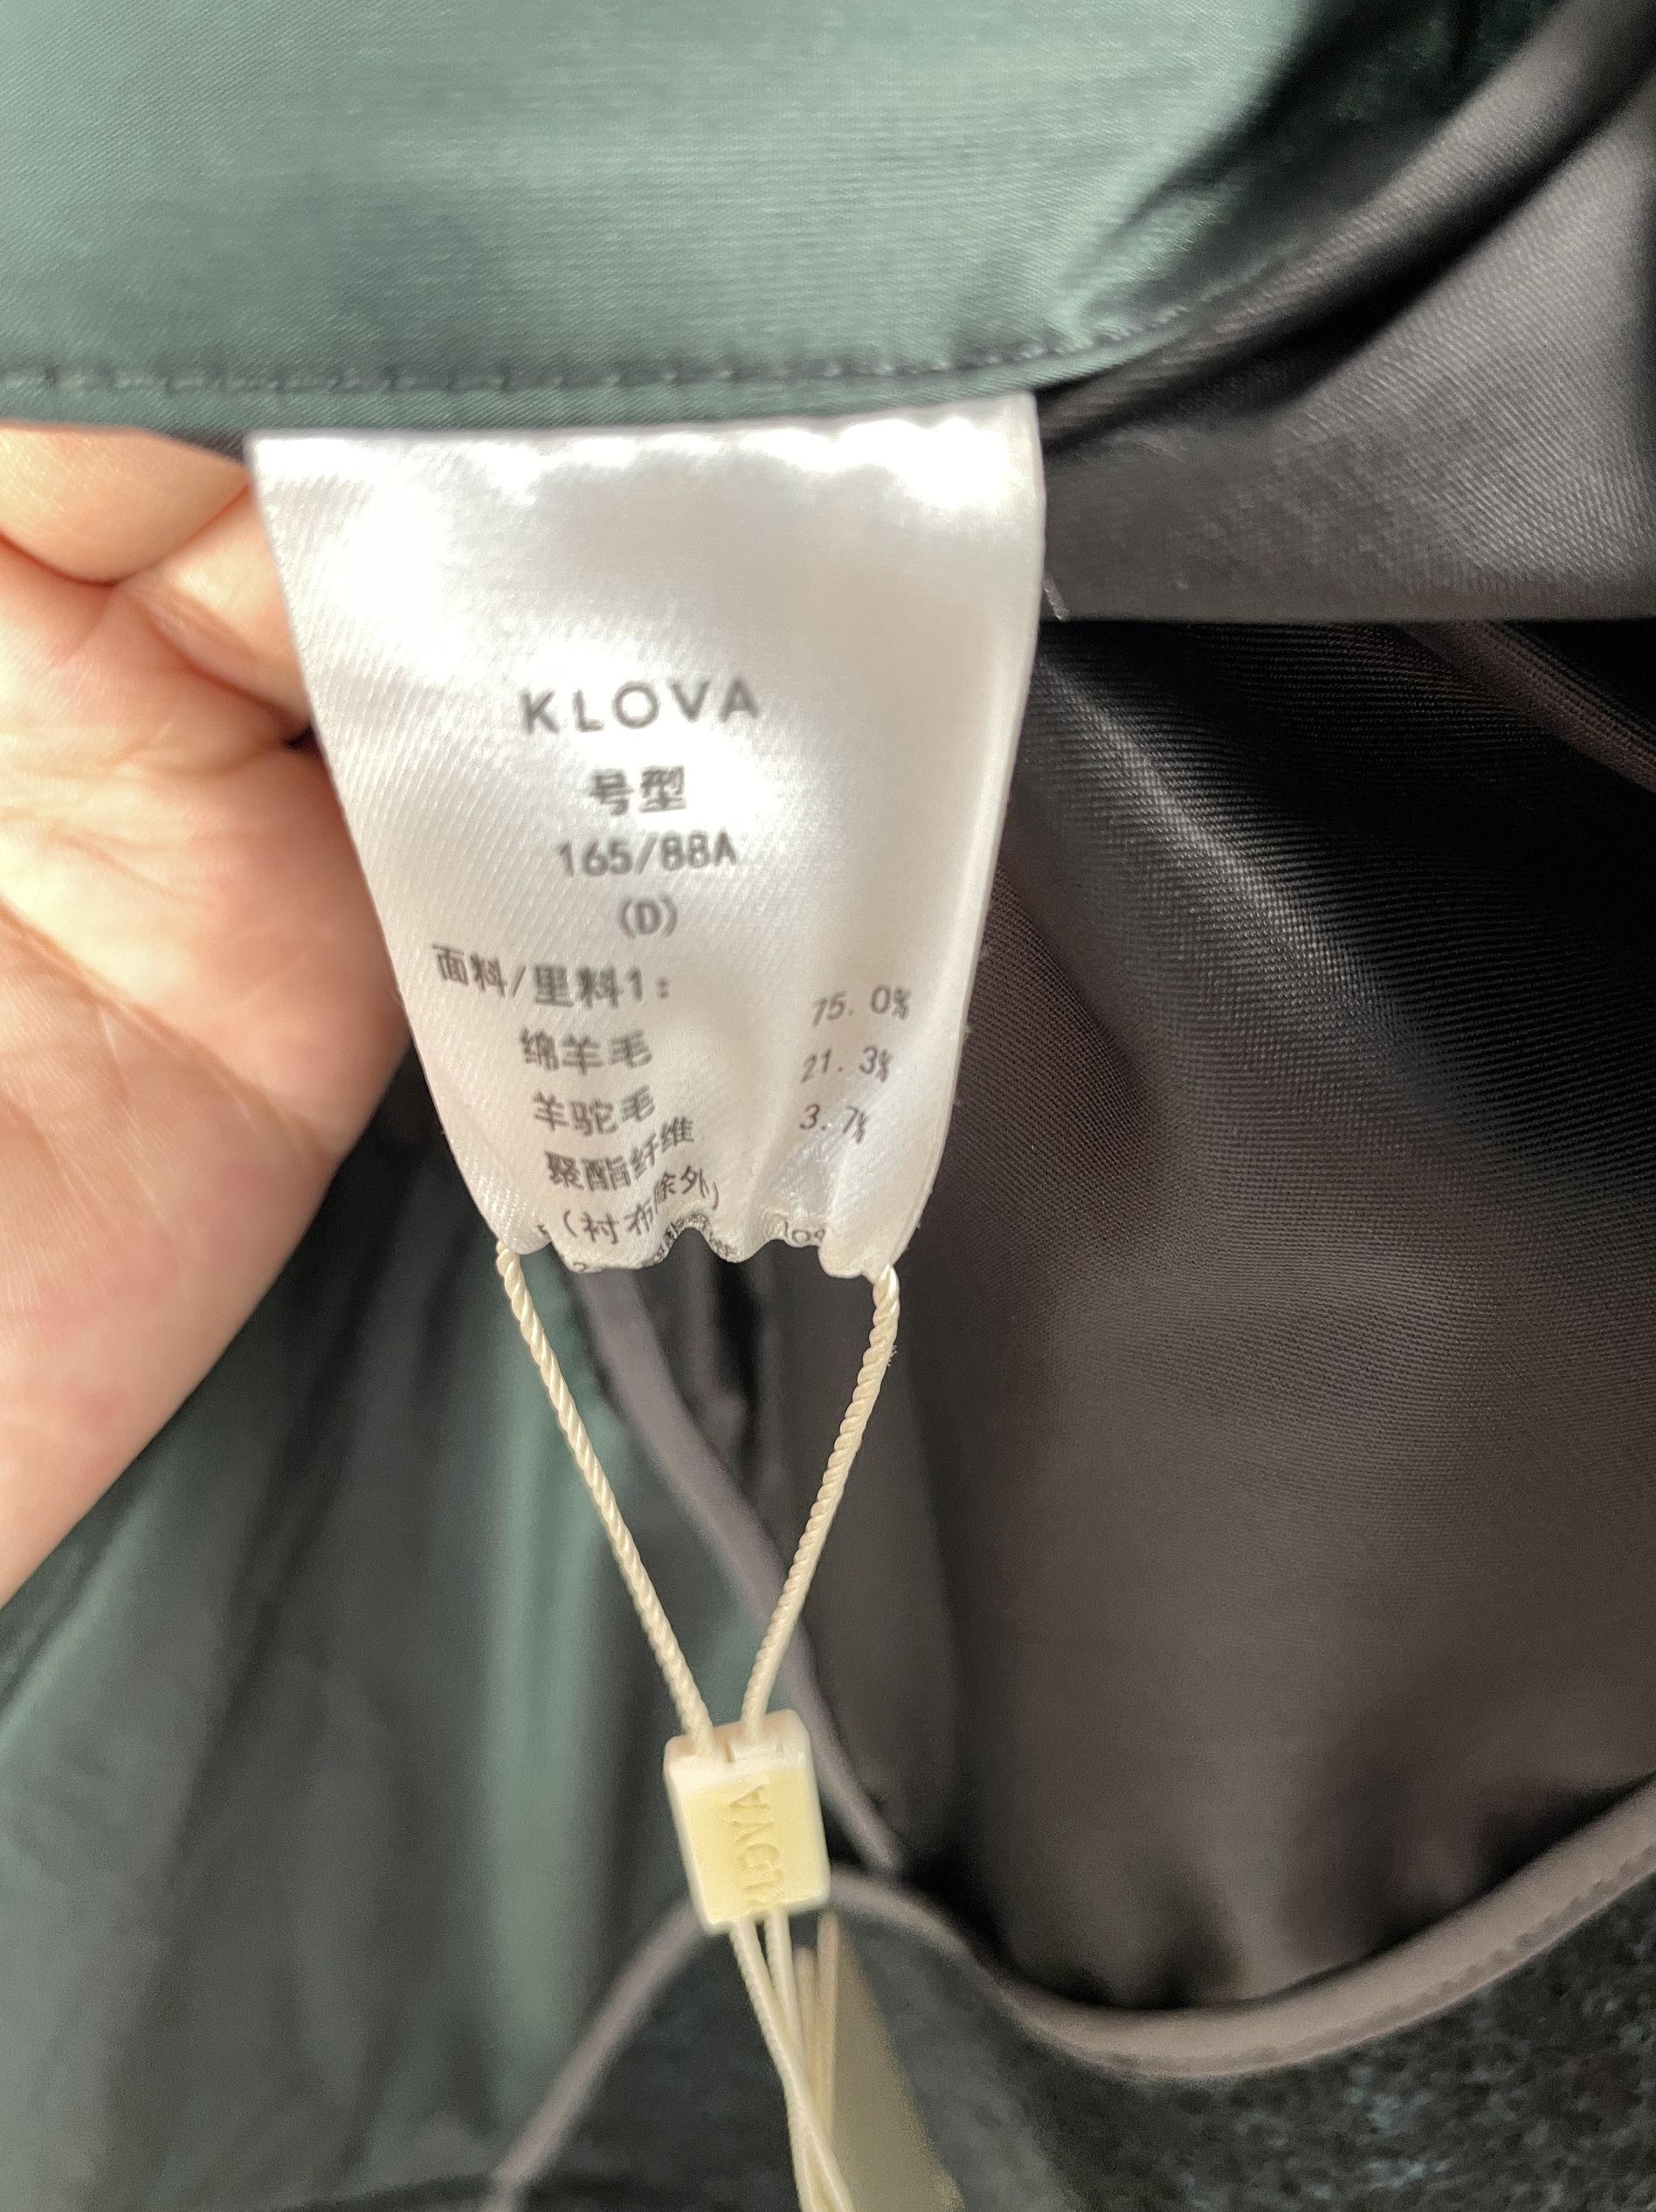 KLOVA
号型
165/88A
(D)
面料/里料1:
绵羊毛 75.0%
羊驼毛 21.3%
聚酯纤维 3.7%
(衬布除外)
KLOVA